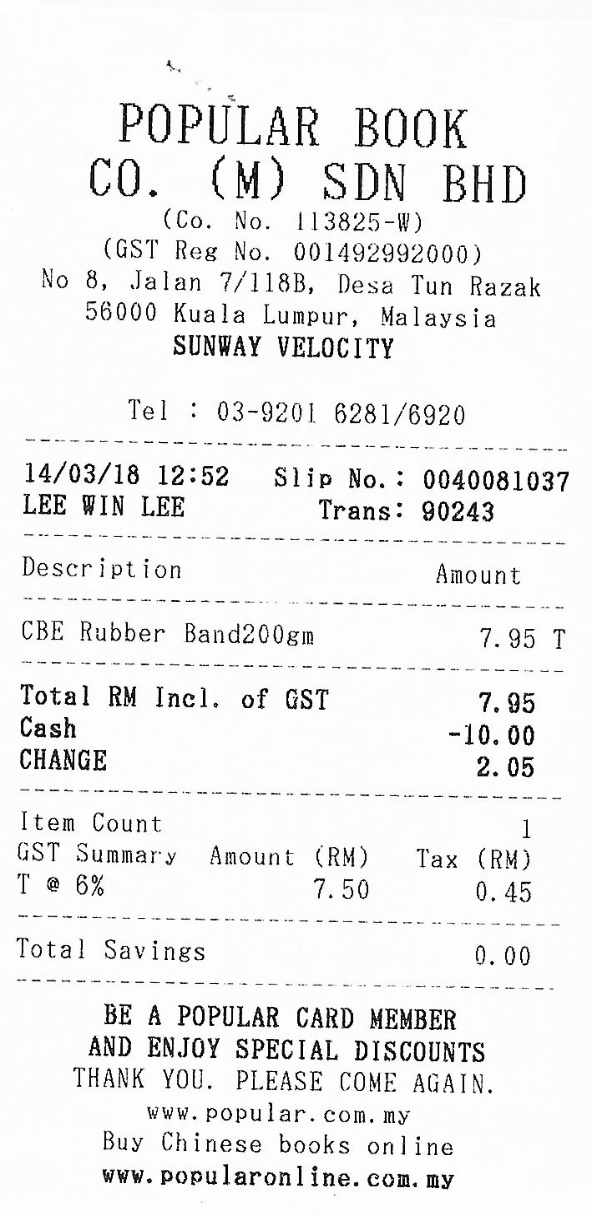 POPULAR BOOK
CO. (M) SDN BHD
(Co. No. 113825-W)
(GST Reg No. 001492992000)
No 8, Jalan 7/118B, Desa Tun Razak
56000 Kuala Lumpur, Malaysia
SUNWAY VELOCITY
Tel : 03-9201 6281/6920
14/03/18 12:52 Slip No.: 0040081037
LEE WIN LEE Trans: 90243
Description Amount
CBE Rubber Band200gm 7.95 T
Total RM Incl. of GST 7.95
Cash -10.00
CHANGE 2.05
Item Count 1
GST Summary Amount (RM) Tax (RM)
T @ 6% 7.50 0.45
Total Savings 0.00
BE A POPULAR CARD MEMBER
AND ENJOY SPECIAL DISCOUNTS
THANK YOU. PLEASE COME AGAIN.
www.popular.com.my
Buy Chinese books online
www.popularonline.com.my